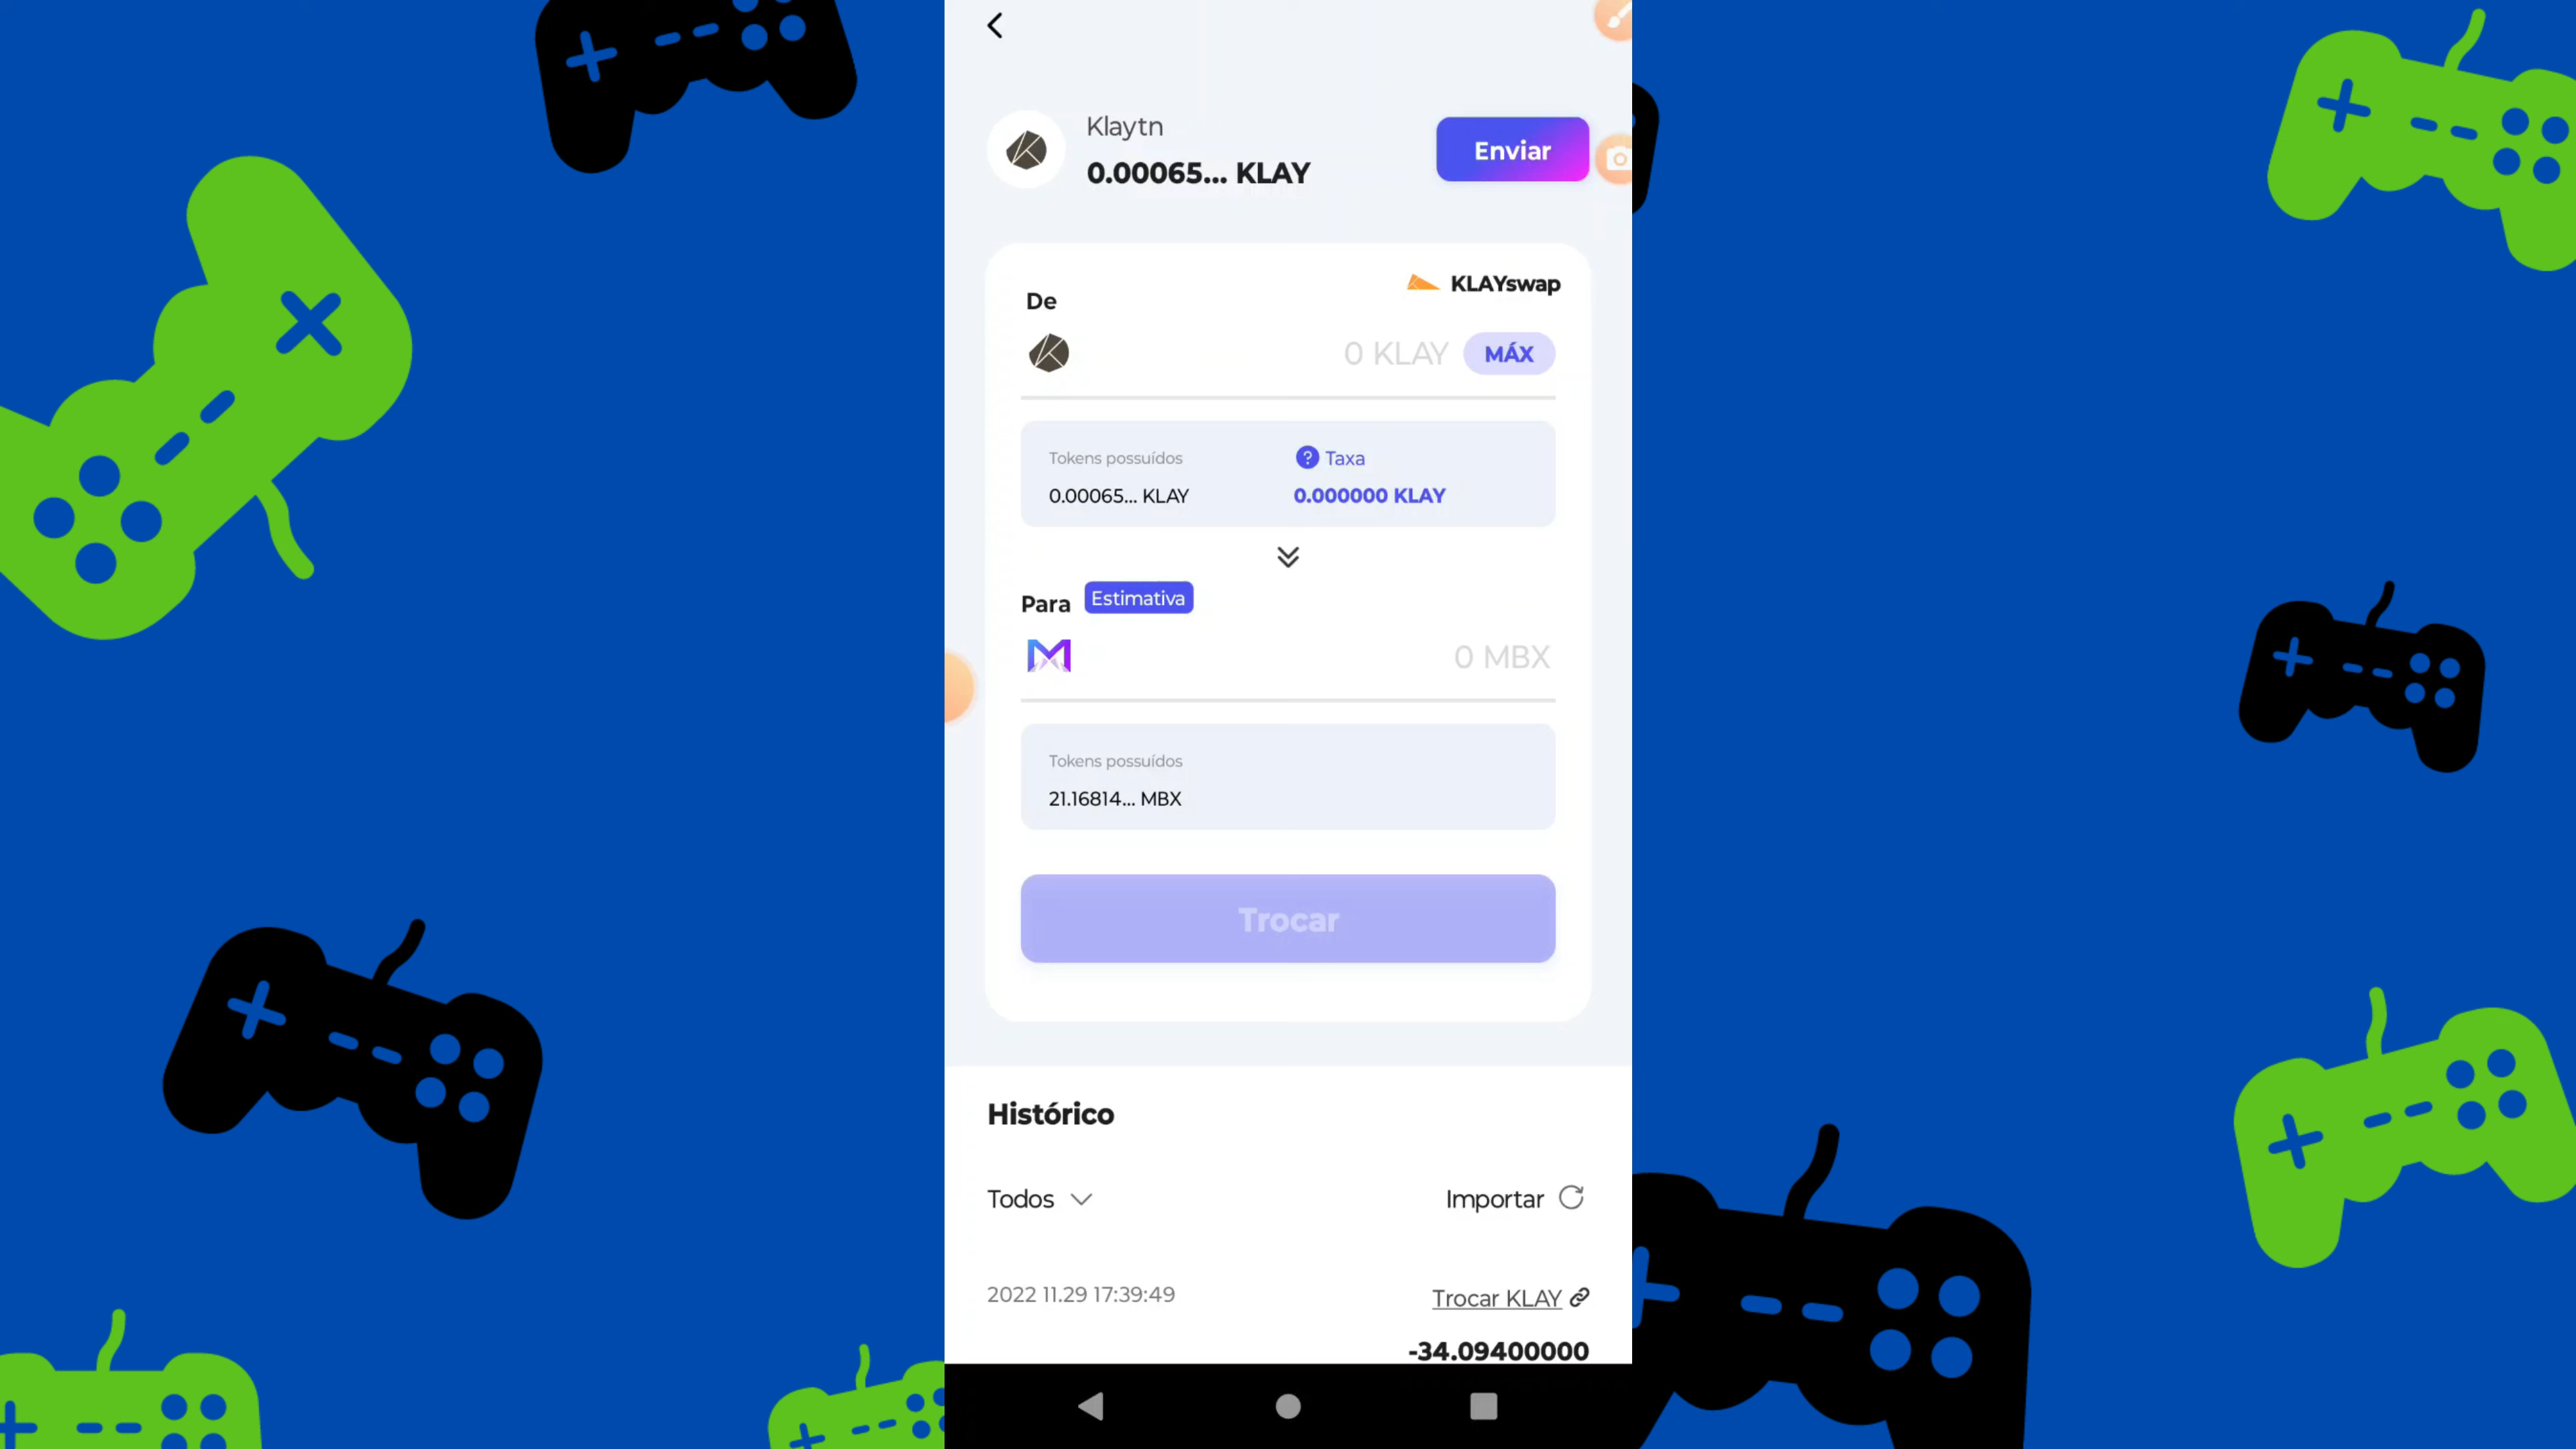 Klaytn
0.00065... KLAY
Enviar
KLAYswap
De
0 KLAY
MÁX
Tokens possuídos
Taxa
0.00065... KLAY
0.000000 KLAY
Para
Estimativa
0 MBX
Tokens possuídos
21.16814... MBX
Trocar
Histórico
Todos
Importar
2022 11.29 17:39:49
Trocar KLAY
-34.09400000